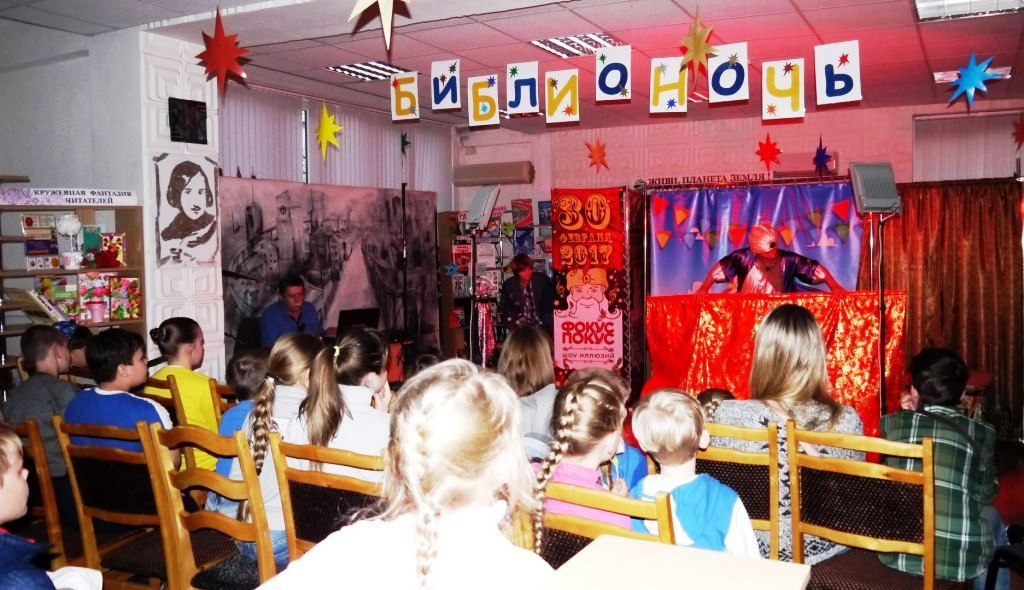 БИБЛИОНОЧЬ
КРУЖЕВНАЯ ФАНТАЗИЯ
ЧИТАТЕЛЕЙ
ЖИВИ, ПЛАНЕТА ЗЕМЛЯ!
30
ФЕВРАЛЯ
2017
ФОКУС
ПОКУС
ШОУ ИЛЛЮЗИЙ